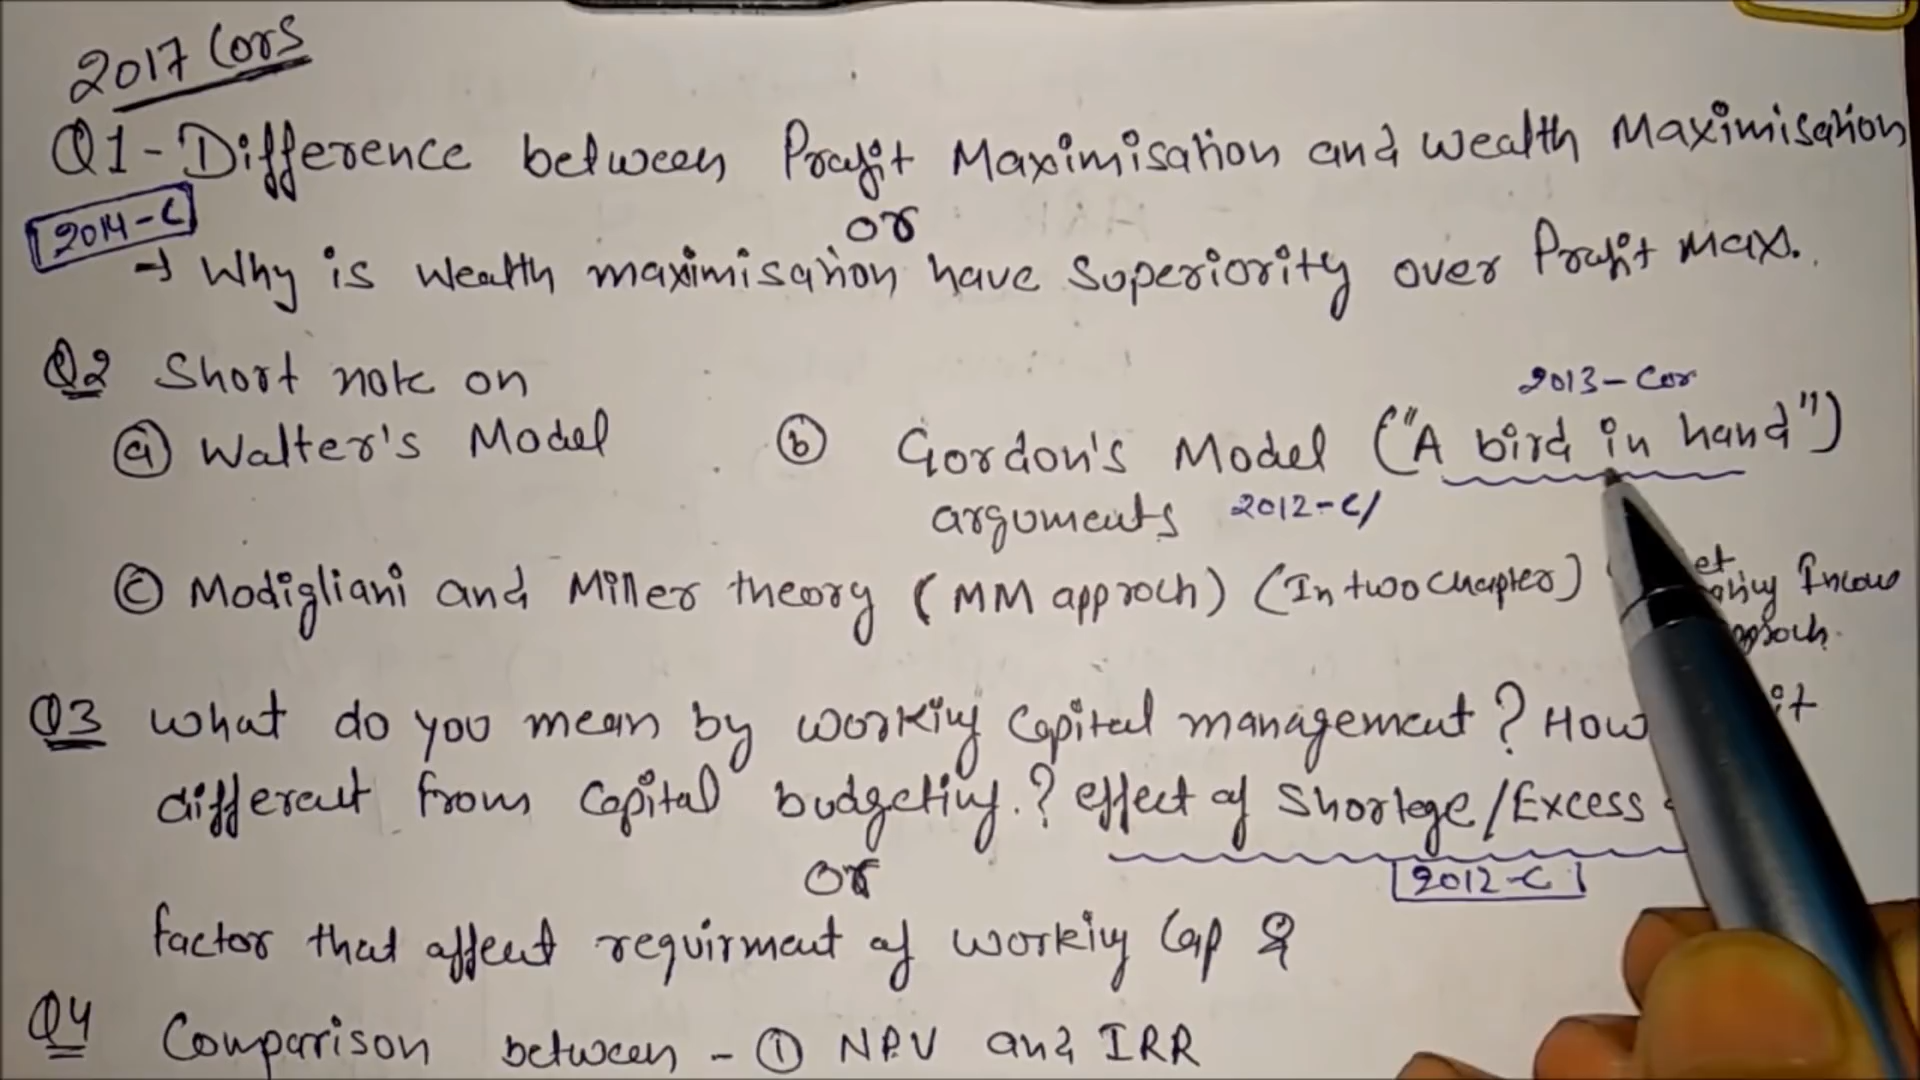 2017 Cors
Q1 - Difference between Profit Maximisation and Wealth Maximisation
2014-C
or
→ Why is Wealth maximisation have Superiority over Profit Max.
Q2 Short note on
2013-Cor
(a) Walter's Model (b) Gordon's Model ("A bird in hand")
arguments 2012-C/
(c) Modigliani and Miller theory (MM approch) (In two Chapter)
Q3 What do you mean by working Capital management? How it
different from Capital budgeting.? effect of Shortege/Excess
or
2012-C
factor that affect requirment of working Cap
Q4 Comparison between - (1) NPV and IRR